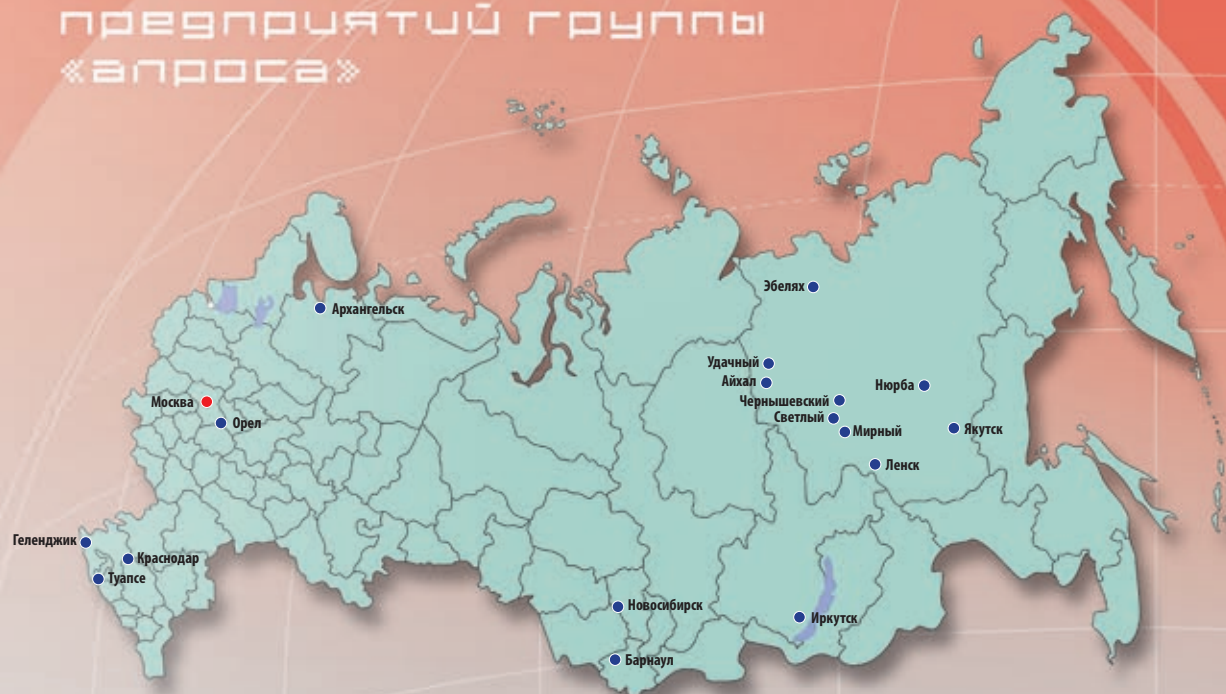 предприятий группы
«алроса»
Эбелях
Архангельск
Удачный
Айхал
Нюрба
Чернышевский
Москва
Светлый
Орел
Мирный
Якутск
Ленск
Геленджик
Краснодар
Туапсе
Новосибирск
Иркутск
Барнаул